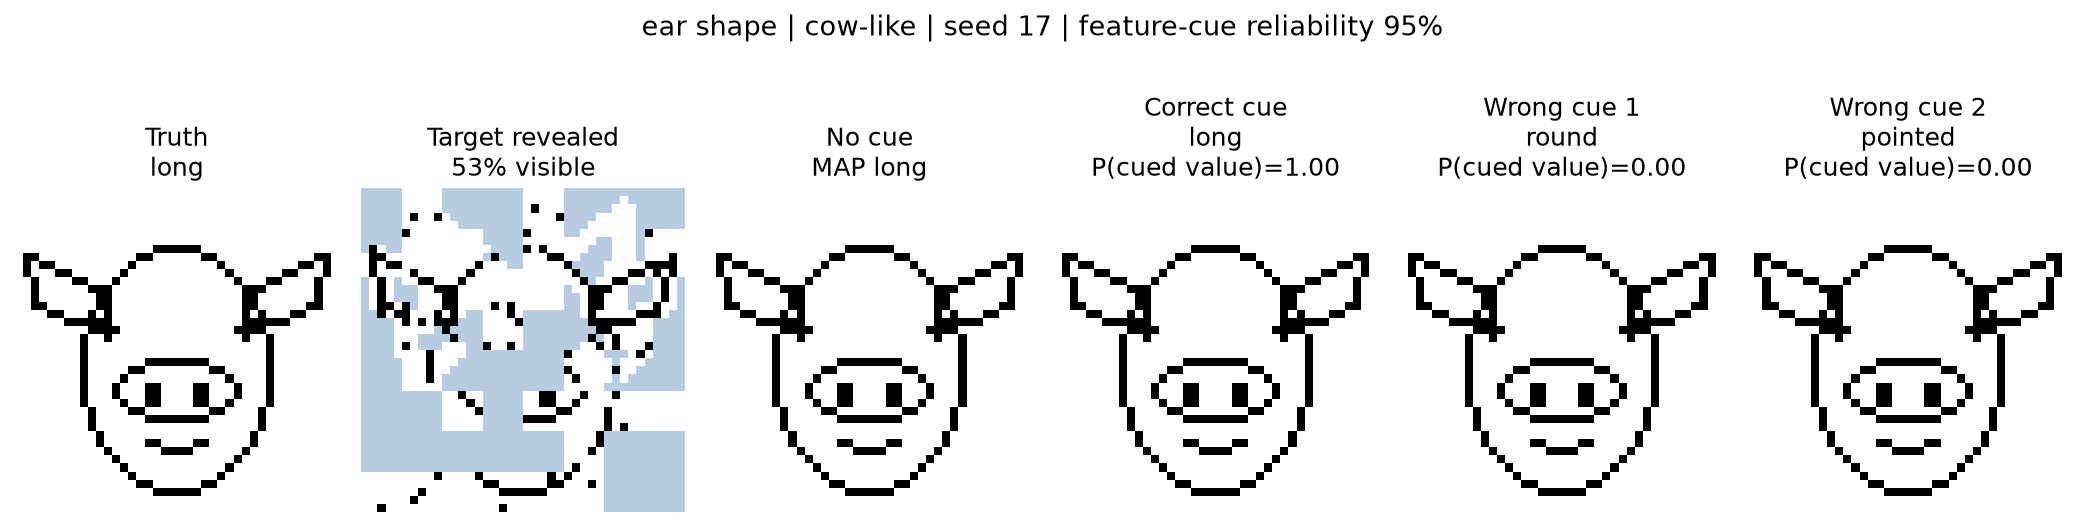 ear shape | cow-like | seed 17 | feature-cue reliability 95%
Truth
long
Target revealed
53% visible
No cue
MAP long
Correct cue
long
P(cued value)=1.00
Wrong cue 1
round
P(cued value)=0.00
Wrong cue 2
pointed
P(cued value)=0.00